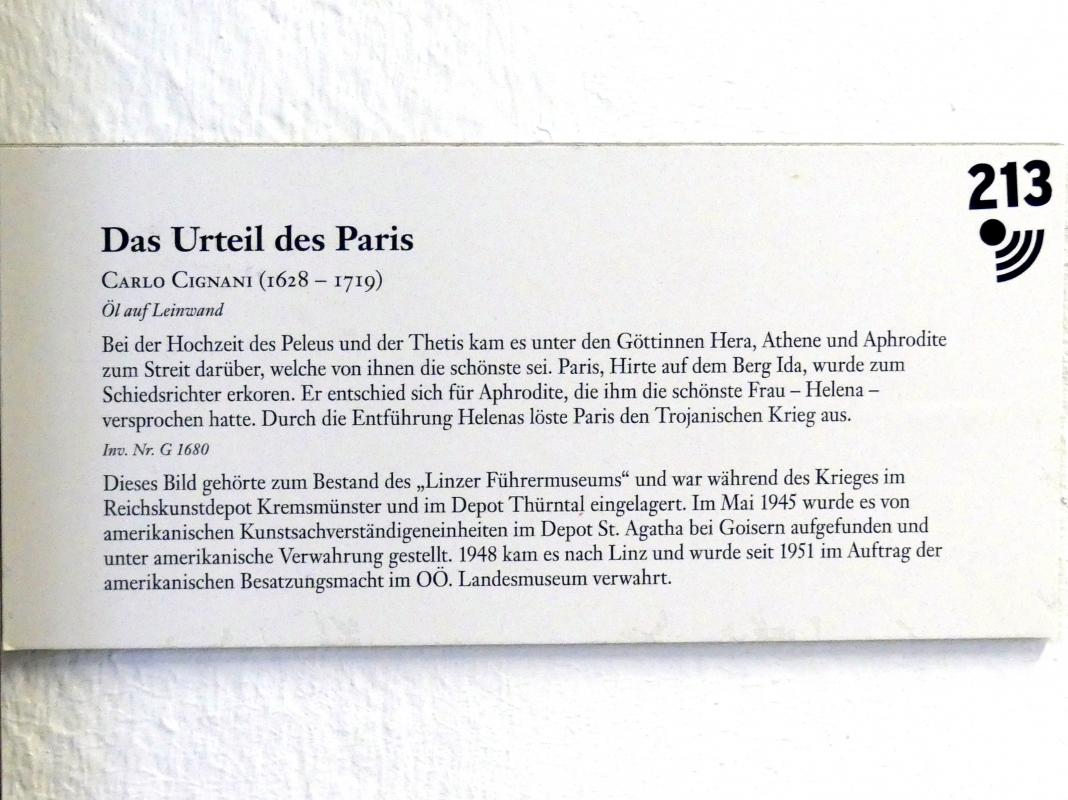 213
Das Urteil des Paris
Carlo Cignani (1628 – 1719)
Öl auf Leinwand
Bei der Hochzeit des Peleus und der Thetis kam es unter den Göttinnen Hera, Athene und Aphrodite
zum Streit darüber, welche von ihnen die schönste sei. Paris, Hirte auf dem Berg Ida, wurde zum
Schiedsrichter erkoren. Er entschied sich für Aphrodite, die ihm die schönste Frau – Helena –
versprochen hatte. Durch die Entführung Helenas löste Paris den Trojanischen Krieg aus.
Inv. Nr. G 1680
Dieses Bild gehörte zum Bestand des „Linzer Führermuseums“ und war während des Krieges im
Reichskunstdepot Kremsmünster und im Depot Thürntal eingelagert. Im Mai 1945 wurde es von
amerikanischen Kunstsachverständigeneinheiten im Depot St. Agatha bei Goisern aufgefunden und
unter amerikanische Verwahrung gestellt. 1948 kam es nach Linz und wurde seit 1951 im Auftrag der
amerikanischen Besatzungsmacht im OÖ. Landesmuseum verwahrt.